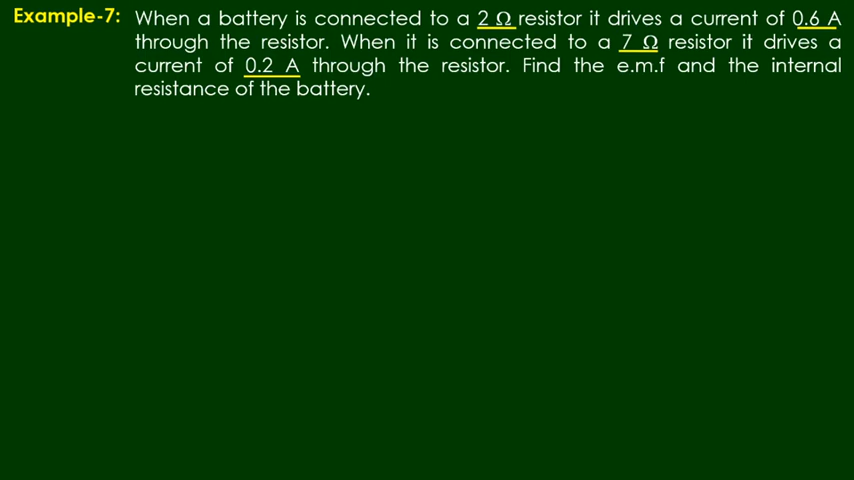 Example-7: When a battery is connected to a 2 Ω resistor it drives a current of 0.6 A
through the resistor. When it is connected to a 7 Ω resistor it drives a
current of 0.2 A through the resistor. Find the e.m.f and the internal
resistance of the battery.